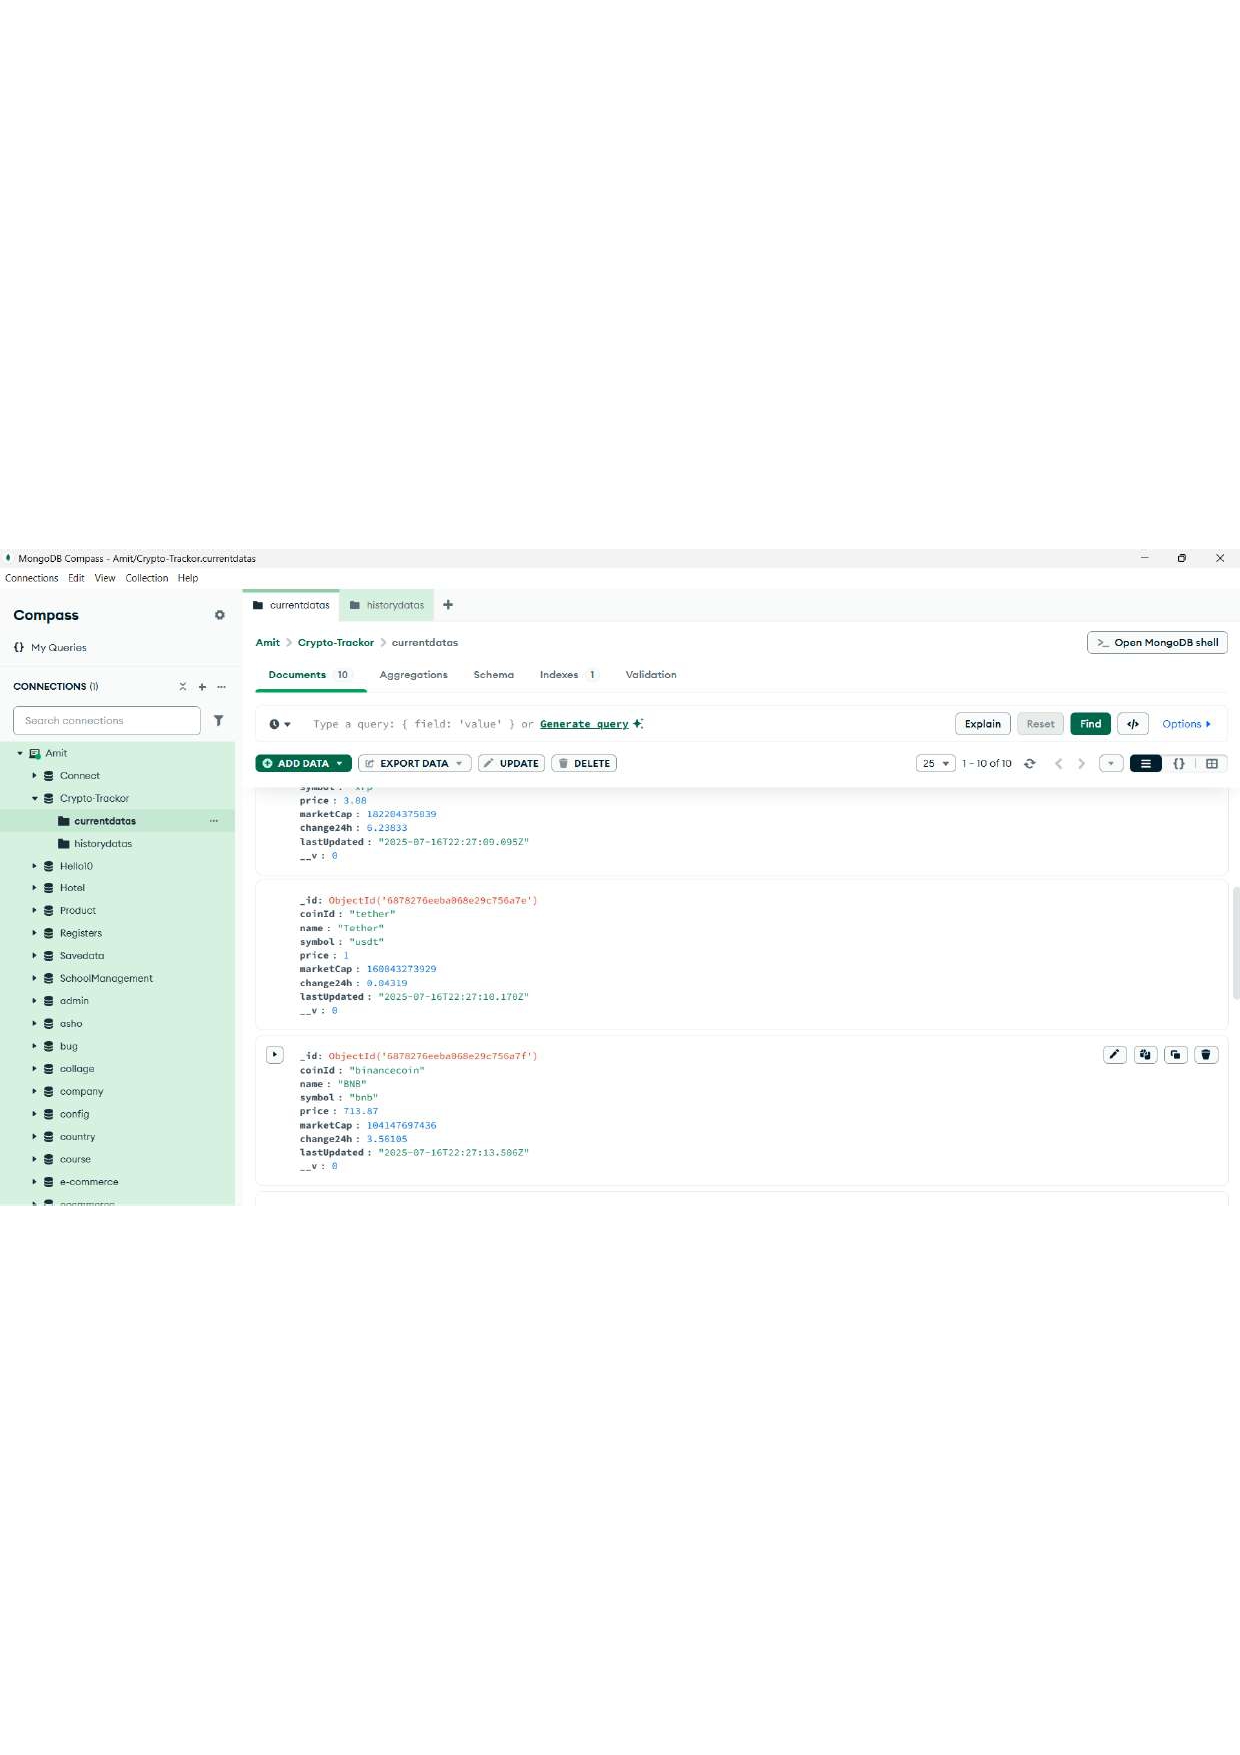 MongoDB Compass - Amit/Crypto-Trackor.currentdatas
Connections Edit View Collection Help
Compass
{} My Queries
CONNECTIONS (1)
Search connections
Amit
Connect
Crypto-Trackor
currentdatas
historydatas
Hello10
Hotel
Product
Registers
Savedata
SchoolManagement
admin
asho
bug
collage
company
config
country
course
e-commerce
currentdatas historydatas
Amit > Crypto-Trackor > currentdatas
>_ Open MongoDB shell
Documents 10 Aggregations Schema Indexes 1 Validation
Type a query: { field: 'value' } or Generate query
Explain Reset Find </> Options
ADD DATA EXPORT DATA UPDATE DELETE
25 1 – 10 of 10 {}
price : 3.08
marketCap : 182204375039
change24h : 6.23833
lastUpdated : "2025-07-16T22:27:09.095Z"
__v : 0
_id: ObjectId('6878276eeba068e29c756a7e')
coinId : "tether"
name : "Tether"
symbol : "usdt"
price : 1
marketCap : 160043273929
change24h : 0.04319
lastUpdated : "2025-07-16T22:27:10.170Z"
__v : 0
_id: ObjectId('6878276eeba068e29c756a7f')
coinId : "binancecoin"
name : "BNB"
symbol : "bnb"
price : 713.87
marketCap : 104147697436
change24h : 3.56105
lastUpdated : "2025-07-16T22:27:13.506Z"
__v : 0